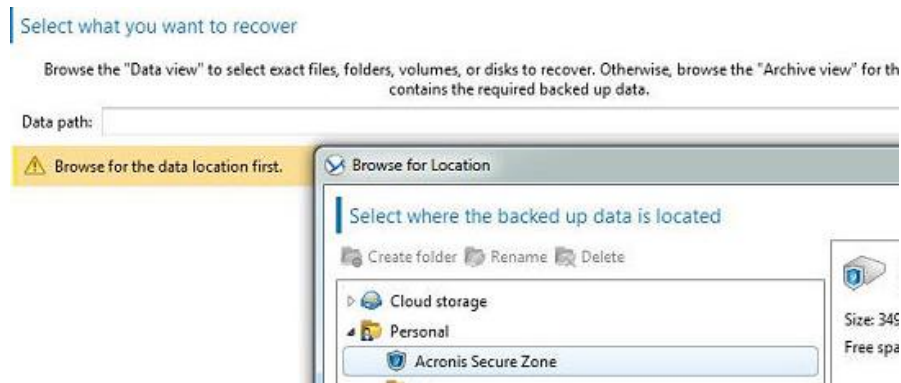 Select what you want to recover
Browse the "Data view" to select exact files, folders, volumes, or disks to recover. Otherwise, browse the "Archive view" for th
contains the required backed up data.
Data path:
Browse for the data location first.
Browse for Location
Select where the backed up data is located
Create folder Rename Delete
Cloud storage
Personal
Size: 349
Free spa
Acronis Secure Zone